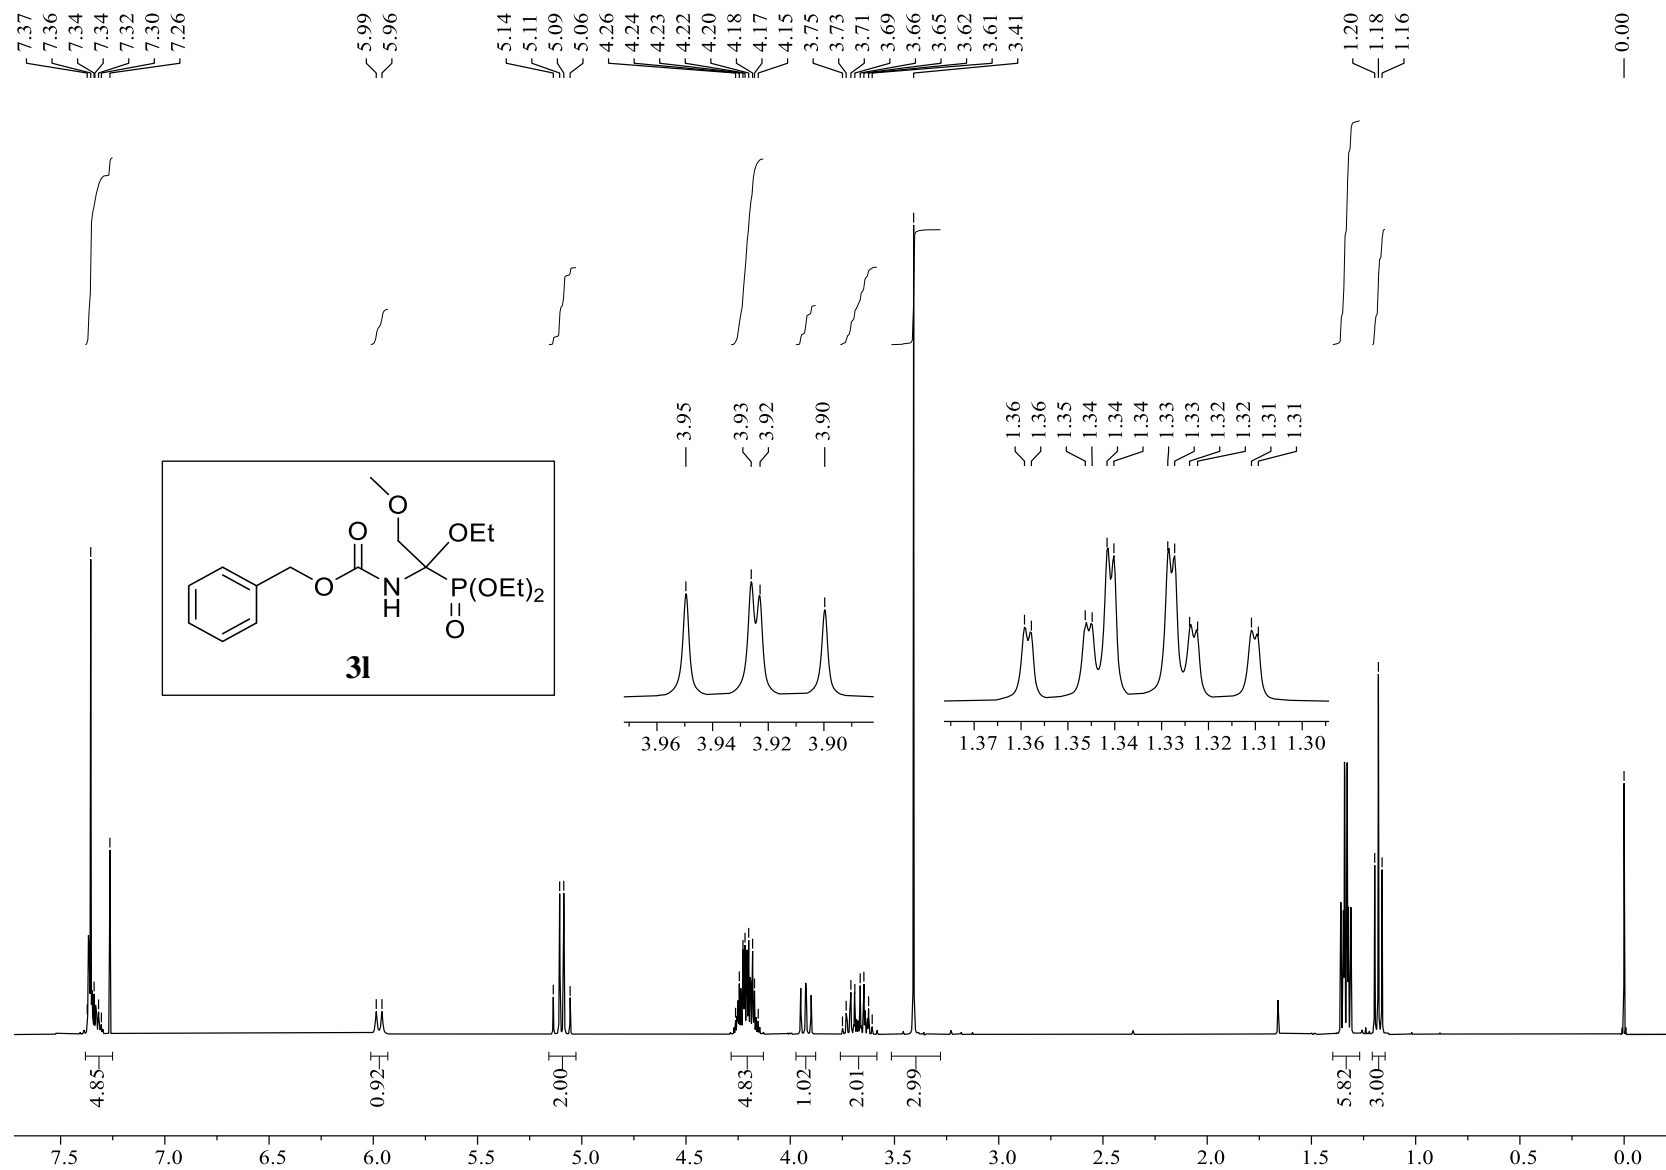 7.37 7.36 7.34 7.34 7.32 7.30 7.26 5.99 5.96 5.14 5.11 5.09 5.06 4.26 4.24 4.23 4.22 4.20 4.18 4.17 4.15 3.75 3.73 3.71 3.69 3.66 3.65 3.62 3.61 3.41 1.20 1.18 1.16 0.00
3.95 3.93 3.92 3.90
1.36 1.36 1.35 1.34 1.34 1.34 1.33 1.33 1.32 1.32 1.31 1.31
O
O OEt
O N P(OEt)2
H
O
3l
3.96 3.94 3.92 3.90
1.37 1.36 1.35 1.34 1.33 1.32 1.31 1.30
4.85 0.92 2.00 4.83 1.02 2.01 2.99 5.82 3.00
7.5 7.0 6.5 6.0 5.5 5.0 4.5 4.0 3.5 3.0 2.5 2.0 1.5 1.0 0.5 0.0